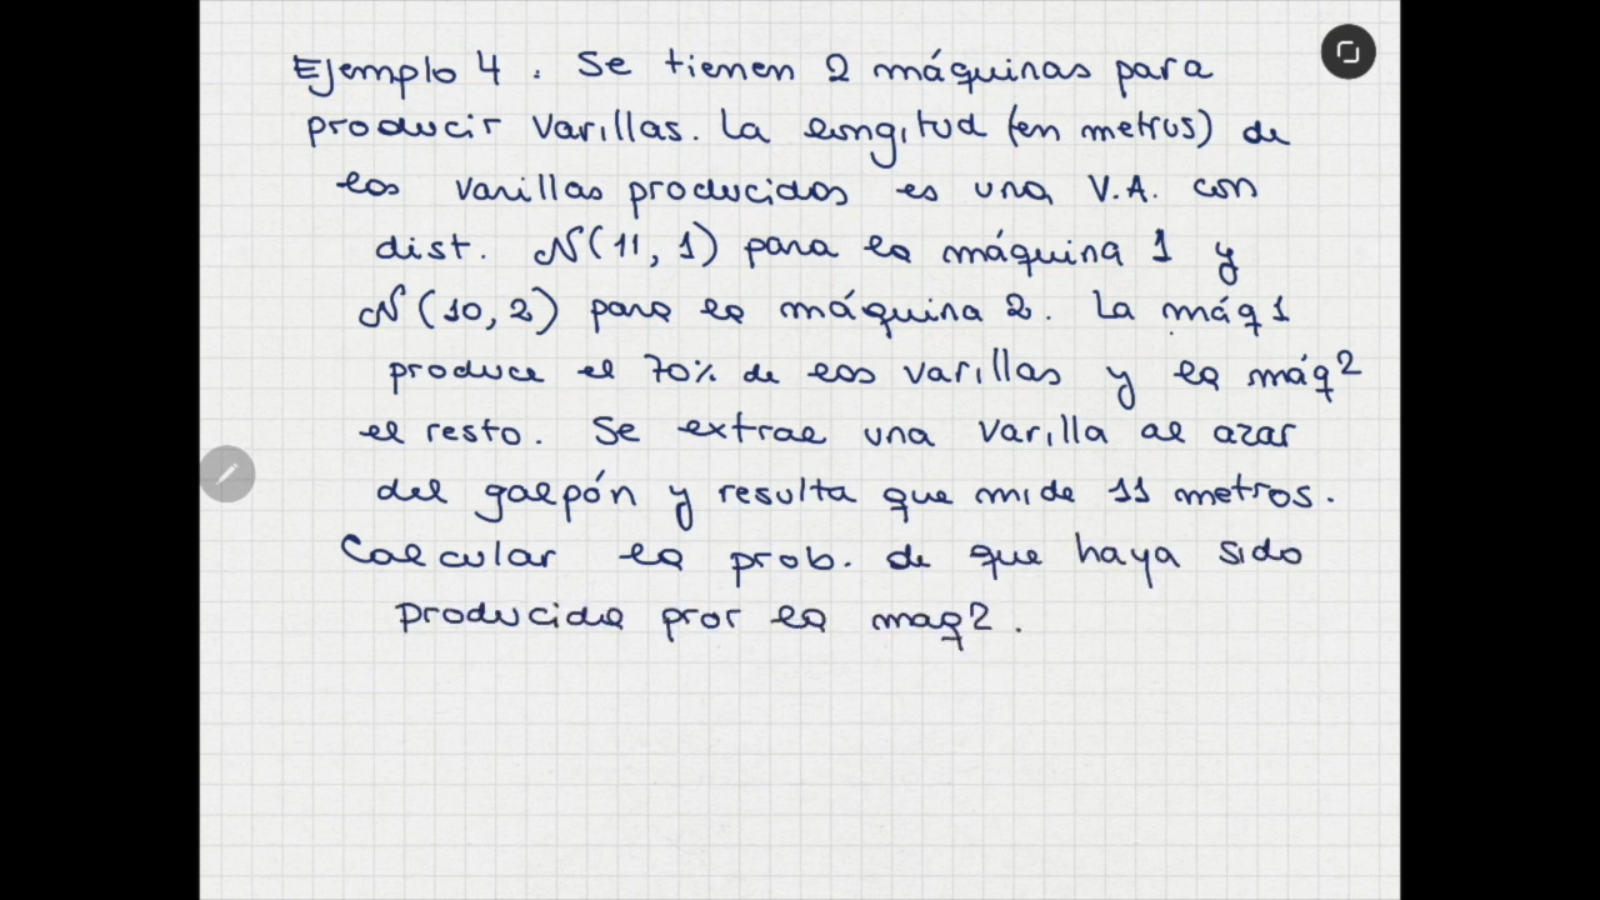 Ejemplo 4. Se tienen 2 máquinas para
producir varillas. La longitud (en metros) de
las varillas producidas es una V.A. con
dist. N(11, 1) para la máquina 1 y
N(10, 2) para la máquina 2. La máq 1
produce el 70% de las varillas y la máq 2
el resto. Se extrae una varilla al azar
del galpón y resulta que mide 11 metros.
Calcular la prob. de que haya sido
producida pror la maq 2.